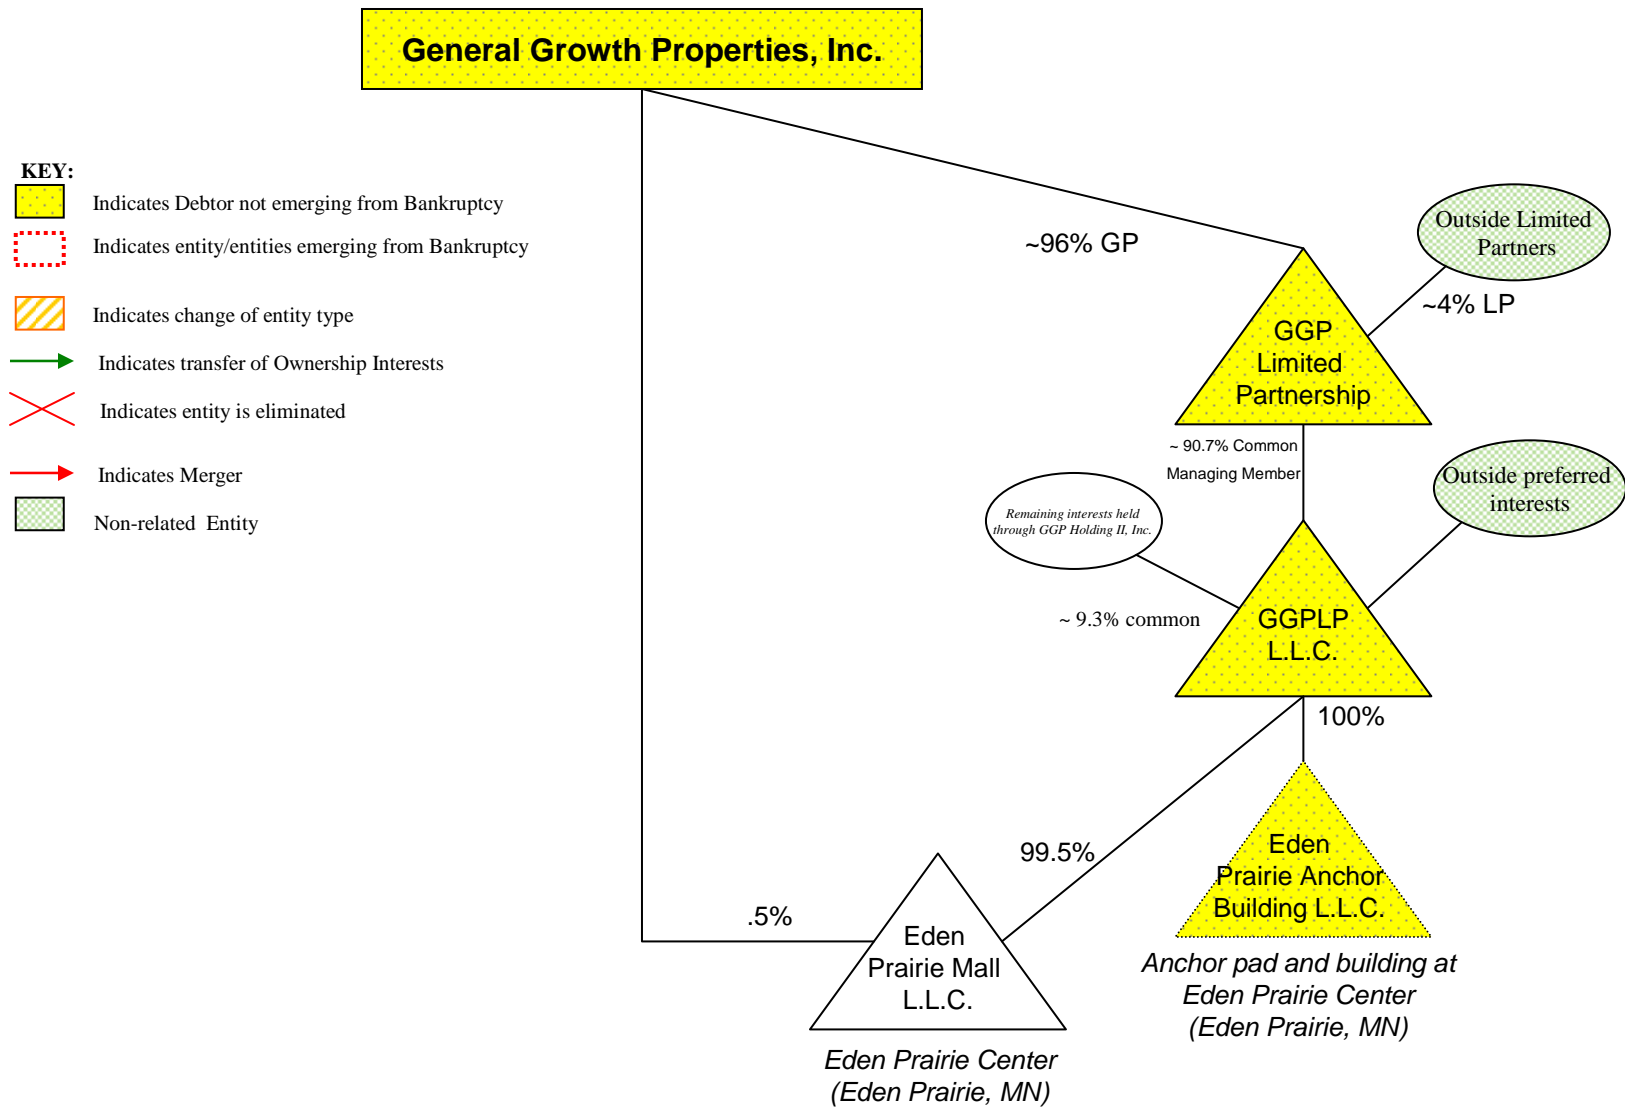 General Growth Properties, Inc.
KEY:
Indicates Debtor not emerging from Bankruptcy
Indicates entity/entities emerging from Bankruptcy
Indicates change of entity type
Indicates transfer of Ownership Interests
Indicates entity is eliminated
Indicates Merger
Non-related Entity
~96% GP
Outside Limited
Partners
~4% LP
GGP
Limited
Partnership
~ 90.7% Common
Managing Member
Outside preferred
interests
Remaining interests held
through GGP Holding II, Inc.
~ 9.3% common
GGPLP
L.L.C.
100%
99.5%
.5%
Eden
Prairie Mall
L.L.C.
Eden Prairie Center
(Eden Prairie, MN)
Eden
Prairie Anchor
Building L.L.C.
Anchor pad and building at
Eden Prairie Center
(Eden Prairie, MN)